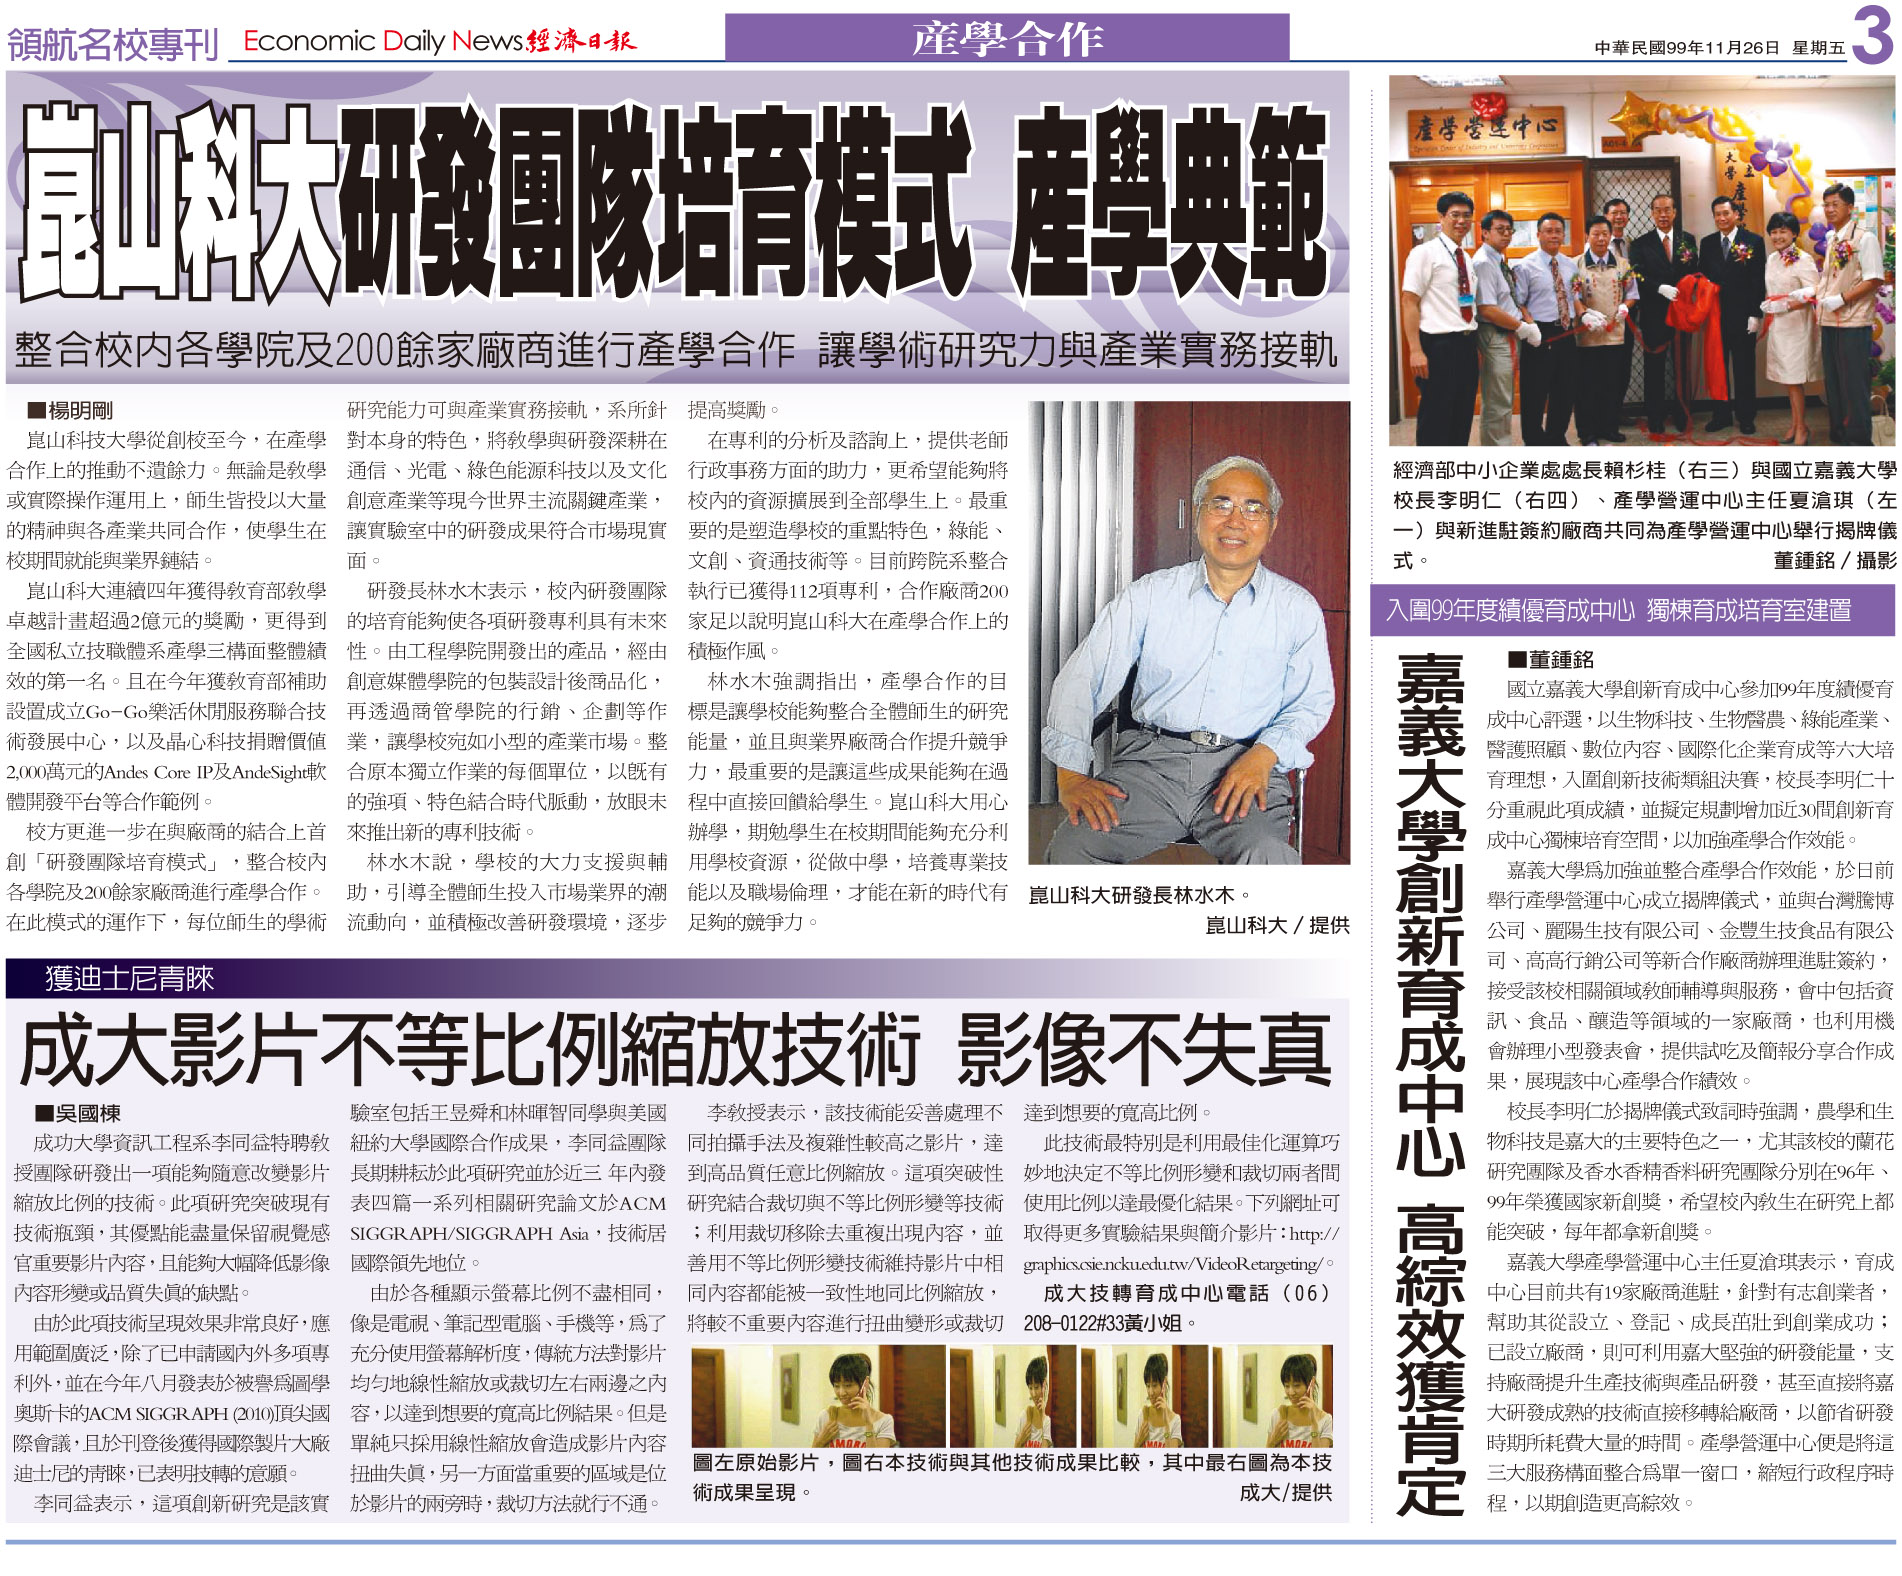 領航名校專刊
Economic Daily News 經濟日報
産學合作
中華民國99年11月26日 星期五
3
崑山科大研發團隊培育模式 産學典範
整合校內各學院及200餘家廠商進行產學合作 讓學術研究力與產業實務接軌
■楊明剛
崑山科技大學從創校至今，在產學
合作上的推動不遺餘力。無論是教學
或實際操作運用上，師生皆投以大量
的精神與各產業共同合作，使學生在
校期間就能與業界鏈結。
崑山科大連續四年獲得教育部教學
卓越計畫超過2億元的獎勵，更得到
全國私立技職體系產學三構面整體績
效的第一名。且在今年獲教育部補助
設置成立Go-Go樂活休閒服務聯合技
術發展中心，以及晶心科技捐贈價值
2,000萬元的Andes Core IP及AndeSight軟
體開發平台等合作範例。
校方更進一步在與廠商的結合上首
創「研發團隊培育模式」，整合校內
各學院及200餘家廠商進行產學合作。
在此模式的運作下，每位師生的學術
研究能力可與產業實務接軌，系所針
對本身的特色，將教學與研發深耕在
通信、光電、綠色能源科技以及文化
創意產業等現今世界主流關鍵產業，
讓實驗室中的研發成果符合市場現實
面。
研發長林水木表示，校內研發團隊
的培育能夠使各項研發專利具有未來
性。由工程學院開發出的產品，經由
創意媒體學院的包裝設計後商品化，
再透過商管學院的行銷、企劃等作
業，讓學校宛如小型的產業市場。整
合原本獨立作業的每個單位，以既有
的強項、特色結合時代脈動，放眼未
來推出新的專利技術。
林水木說，學校的大力支援與輔
助，引導全體師生投入市場業界的潮
流動向，並積極改善研發環境，逐步
提高獎勵。
在專利的分析及諮詢上，提供老師
行政事務方面的助力，更希望能夠將
校內的資源擴展到全部學生上。最重
要的是塑造學校的重點特色，綠能、
文創、資通技術等。目前跨院系整合
執行已獲得112項專利，合作廠商200
家足以說明崑山科大在產學合作上的
積極作風。
林水木強調指出，產學合作的目
標是讓學校能夠整合全體師生的研究
能量，並且與業界廠商合作提升競爭
力，最重要的是讓這些成果能夠在過
程中直接回饋給學生。崑山科大用心
辦學，期勉學生在校期間能夠充分利
用學校資源，從做中學，培養專業技
能以及職場倫理，才能在新的時代有
足夠的競爭力。
崑山科大研發長林水木。
崑山科大／提供
產學營運中心
經濟部中小企業處處長賴杉桂（右三）與國立嘉義大學
校長李明仁（右四）、產學營運中心主任夏滄琪（左
一）與新進駐簽約廠商共同為產學營運中心舉行揭牌儀
式。
董鍾銘／攝影
入圍99年度績優育成中心 獨棟育成培育室建置
嘉義大學創新育成中心 高綜效獲肯定
■董鍾銘
國立嘉義大學創新育成中心參加99年度績優育
成中心評選，以生物科技、生物醫農、綠能產業、
醫護照顧、數位內容、國際化企業育成等六大培
育理想，入圍創新技術類組決賽，校長李明仁十
分重視此項成績，並擬定規劃增加近30間創新育
成中心獨棟培育空間，以加強產學合作效能。
嘉義大學為加強並整合產學合作效能，於日前
舉行產學營運中心成立揭牌儀式，並與台灣騰博
公司、麗陽生技有限公司、金豐生技食品有限公
司、高高行銷公司等新合作廠商辦理進駐簽約，
接受該校相關領域教師輔導與服務，會中包括資
訊、食品、釀造等領域的一家廠商，也利用機
會辦理小型發表會，提供試吃及簡報分享合作成
果，展現該中心產學合作績效。
校長李明仁於揭牌儀式致詞時強調，農學和生
物科技是嘉大的主要特色之一，尤其該校的蘭花
研究團隊及香水香精香料研究團隊分別在96年、
99年榮獲國家新創獎，希望校內教生在研究上都
能突破，每年都拿新創獎。
嘉義大學產學營運中心主任夏滄琪表示，育成
中心目前共有19家廠商進駐，針對有志創業者，
幫助其從設立、登記、成長茁壯到創業成功；
已設立廠商，則可利用嘉大堅強的研發能量，支
持廠商提升生產技術與產品研發，甚至直接將嘉
大研發成熟的技術直接移轉給廠商，以節省研發
時期所耗費大量的時間。產學營運中心便是將這
三大服務構面整合為單一窗口，縮短行政程序時
程，以期創造更高綜效。
獲迪士尼青睞
成大影片不等比例縮放技術 影像不失真
■吳國棟
成功大學資訊工程系李同益特聘教
授團隊研發出一項能夠隨意改變影片
縮放比例的技術。此項研究突破現有
技術瓶頸，其優點能盡量保留視覺感
官重要影片內容，且能夠大幅降低影像
內容形變或品質失真的缺點。
由於此項技術呈現效果非常良好，應
用範圍廣泛，除了已申請國內外多項專
利外，並在今年八月發表於被譽為圖學
奧斯卡的ACM SIGGRAPH (2010)頂尖國
際會議，且於刊登後獲得國際製片大廠
迪士尼的青睞，已表明技轉的意願。
李同益表示，這項創新研究是該實
驗室包括王昱舜和林暉智同學與美國
紐約大學國際合作成果，李同益團隊
長期耕耘於此項研究並於近三 年內發
表四篇一系列相關研究論文於ACM
SIGGRAPH/SIGGRAPH Asia，技術居
國際領先地位。
由於各種顯示螢幕比例不盡相同，
像是電視、筆記型電腦、手機等，為了
充分使用螢幕解析度，傳統方法對影片
均勻地線性縮放或裁切左右兩邊之內
容，以達到想要的寬高比例結果。但是
單純只採用線性縮放會造成影片內容
扭曲失真，另一方面當重要的區域是位
於影片的兩旁時，裁切方法就行不通。
李教授表示，該技術能妥善處理不
同拍攝手法及複雜性較高之影片，達
到高品質任意比例縮放。這項突破性
研究結合裁切與不等比例形變等技術
；利用裁切移除去重複出現內容，並
善用不等比例形變技術維持影片中相
同內容都能被一致性地同比例縮放，
將較不重要內容進行扭曲變形或裁切
達到想要的寬高比例。
此技術最特別是利用最佳化運算巧
妙地決定不等比例形變和裁切兩者間
使用比例以達最優化結果。下列網址可
取得更多實驗結果與簡介影片：http://
graphics.csie.ncku.edu.tw/VideoRetargeting/。
成大技轉育成中心電話（06）
208-0122#33黃小姐。
圖左原始影片，圖右本技術與其他技術成果比較，其中最右圖為本技
術成果呈現。
成大/提供